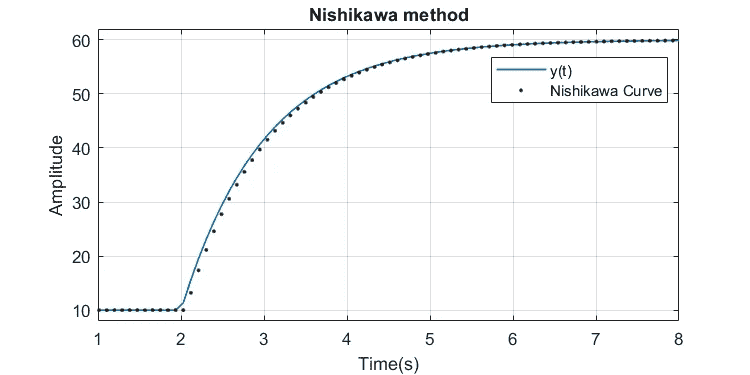 Nishikawa method
60
50
40
30
20
10
Amplitude
y(t)
Nishikawa Curve
1 2 3 4 5 6 7 8
Time(s)